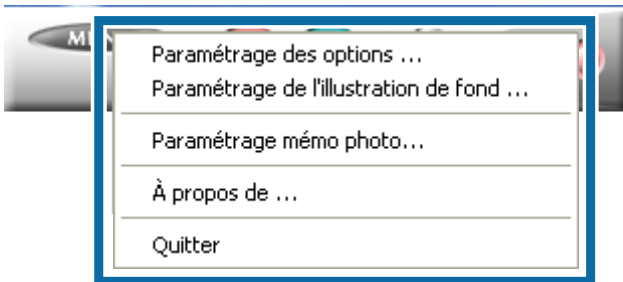 Paramétrage des options ...
Paramétrage de l'illustration de fond ...
Paramétrage mémo photo...
À propos de ...
Quitter